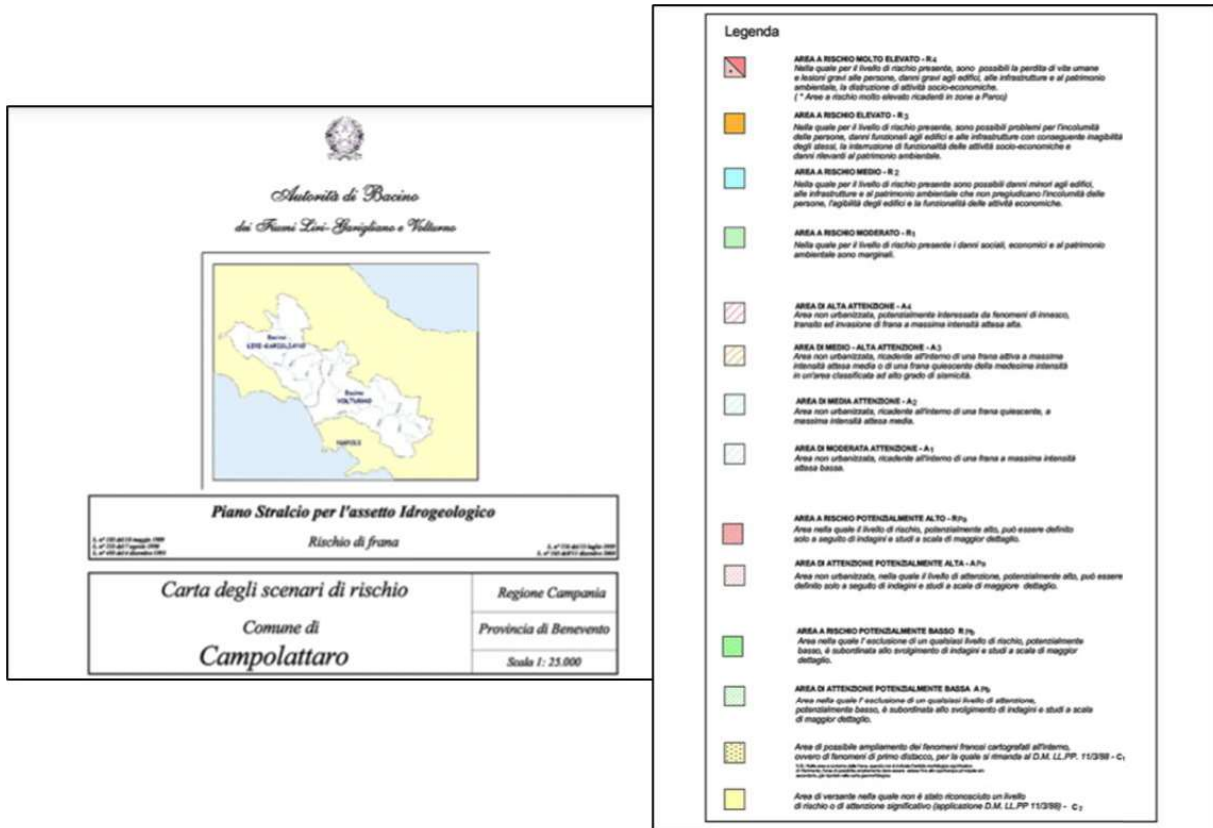 Autorità di Bacino
dei Fiumi Liri-Garigliano e Volturno
Bacino
LIRI-GARIGLIANO
Bacino
VOLTURNO
NAPOLI
Piano Stralcio per l'assetto Idrogeologico
Rischio di frana
Carta degli scenari di rischio
Comune di
Campolattaro
Regione Campania
Provincia di Benevento
Scala 1: 25.000
Legenda
AREA A RISCHIO MOLTO ELEVATO - R4
Nella quale per il livello di rischio presente, sono possibili la perdita di vite umane
e lesioni gravi alle persone, danni gravi agli edifici, alle infrastrutture e al patrimonio
ambientale, la distruzione di attività socio-economiche.
( * Aree a rischio molto elevato ricadenti in zone a Parco)
AREA A RISCHIO ELEVATO - R3
Nella quale per il livello di rischio presente, sono possibili problemi per l'incolumità
delle persone, danni funzionali agli edifici e alle infrastrutture con conseguente inagibilità
degli stessi, la interruzione di funzionalità delle attività socio-economiche e
danni rilevanti al patrimonio ambientale.
AREA A RISCHIO MEDIO - R2
Nella quale per il livello di rischio presente sono possibili danni minori agli edifici,
alle infrastrutture e al patrimonio ambientale che non pregiudicano l'incolumità delle
persone, l'agibilità degli edifici e la funzionalità delle attività economiche.
AREA A RISCHIO MODERATO - R1
Nella quale per il livello di rischio presente i danni sociali, economici e al patrimonio
ambientale sono marginali.
AREA DI ALTA ATTENZIONE - A4
Area non urbanizzata, potenzialmente interessata da fenomeni di innesco,
transito ed invasione di frana a massima intensità attesa alta.
AREA DI MEDIO - ALTA ATTENZIONE - A3
Area non urbanizzata, ricadente all'interno di una frana attiva a massima
intensità attesa media o di una frana quiescente della medesima intensità
in un'area classificata ad alto grado di sismicità.
AREA DI MEDIA ATTENZIONE - A2
Area non urbanizzata, ricadente all'interno di una frana quiescente, a
massima intensità attesa media.
AREA DI MODERATA ATTENZIONE - A1
Area non urbanizzata, ricadente all'interno di una frana a massima intensità
attesa bassa.
AREA A RISCHIO POTENZIALMENTE ALTO - RPa
Area nella quale il livello di rischio, potenzialmente alto, può essere definito
solo a seguito di indagini e studi a scala di maggior dettaglio.
AREA DI ATTENZIONE POTENZIALMENTE ALTA - APa
Area non urbanizzata, nella quale il livello di attenzione, potenzialmente alto, può essere
definito solo a seguito di indagini e studi a scala di maggiore dettaglio.
AREA A RISCHIO POTENZIALMENTE BASSO RPb
Area nella quale l' esclusione di un qualsiasi livello di rischio, potenzialmente
basso, è subordinata allo svolgimento di indagini e studi a scala di maggior
dettaglio.
AREA DI ATTENZIONE POTENZIALMENTE BASSA APb
Area nella quale l' esclusione di un qualsiasi livello di attenzione,
potenzialmente basso, è subordinata allo svolgimento di indagini e studi a scala
di maggior dettaglio.
Area di possibile ampliamento dei fenomeni franosi cartografati all'interno,
ovvero di fenomeni di primo distacco, per la quale si rimanda al D.M. LL.PP. 11/3/88 - C1
Area di versante nella quale non è stato riconosciuto un livello
di rischio o di attenzione significativo (applicazione D.M. LL.PP 11/3/88) - C2